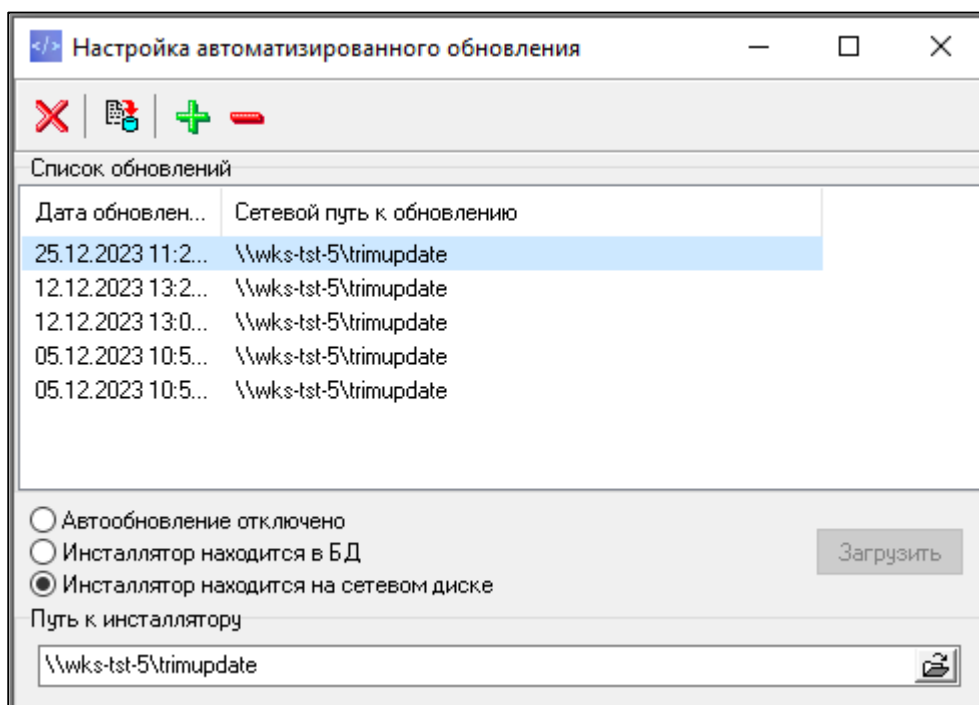 Настройка автоматизированного обновления
Список обновлений
Дата обновлен... Сетевой путь к обновлению
25.12.2023 11:2... \\wks-tst-5\trimupdate
12.12.2023 13:2... \\wks-tst-5\trimupdate
12.12.2023 13:0... \\wks-tst-5\trimupdate
05.12.2023 10:5... \\wks-tst-5\trimupdate
05.12.2023 10:5... \\wks-tst-5\trimupdate
Автообновление отключено
Инсталлятор находится в БД
Загрузить
Инсталлятор находится на сетевом диске
Путь к инсталлятору
\\wks-tst-5\trimupdate